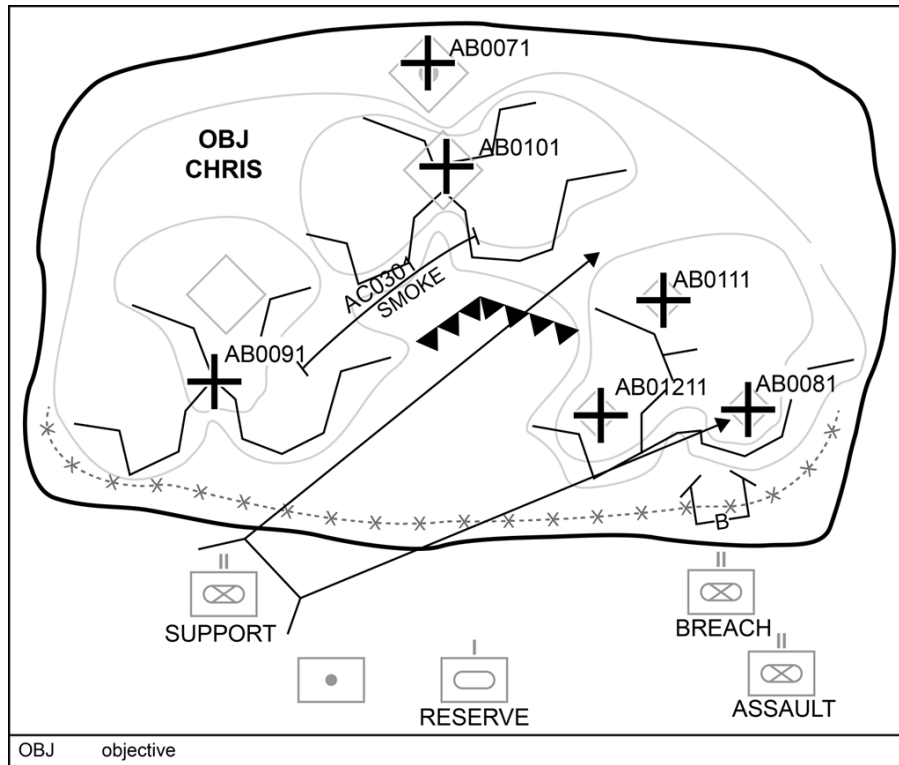 AB0071
OBJ
CHRIS
AB0101
AC0301
SMOKE
AB0111
AB0091
AB01211
AB0081
B
II
SUPPORT
II
BREACH
I
RESERVE
II
ASSAULT
OBJ objective